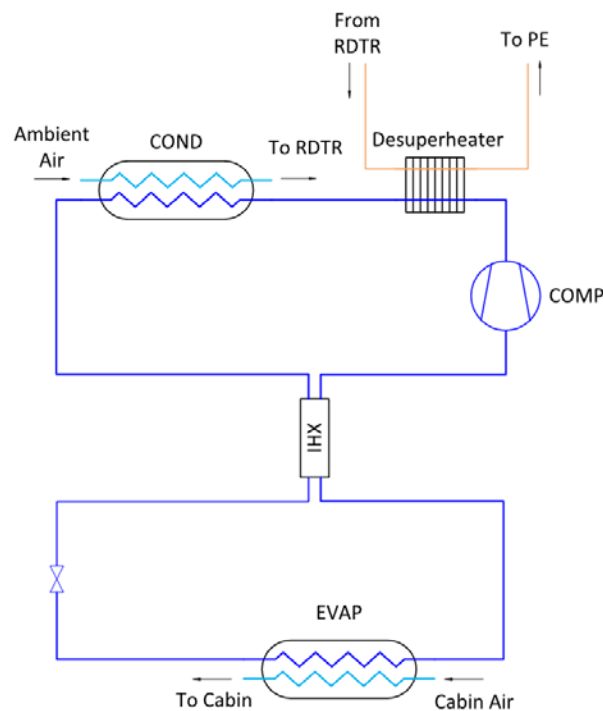 From
RDTR
To PE
Ambient
Air
COND
To RDTR
Desuperheater
COMP
IHX
EVAP
To Cabin
Cabin Air